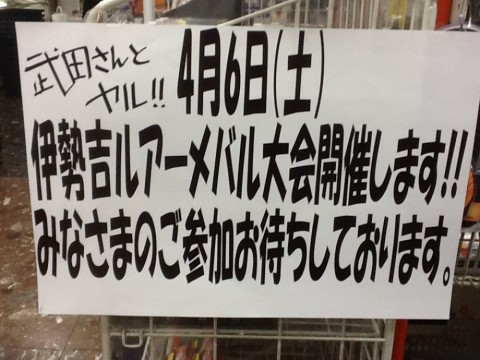 武田さんと
ヤル!!
4月6日(土)
伊勢吉ルアーメバル大会開催します!!
みなさまのご参加お待ちしております。